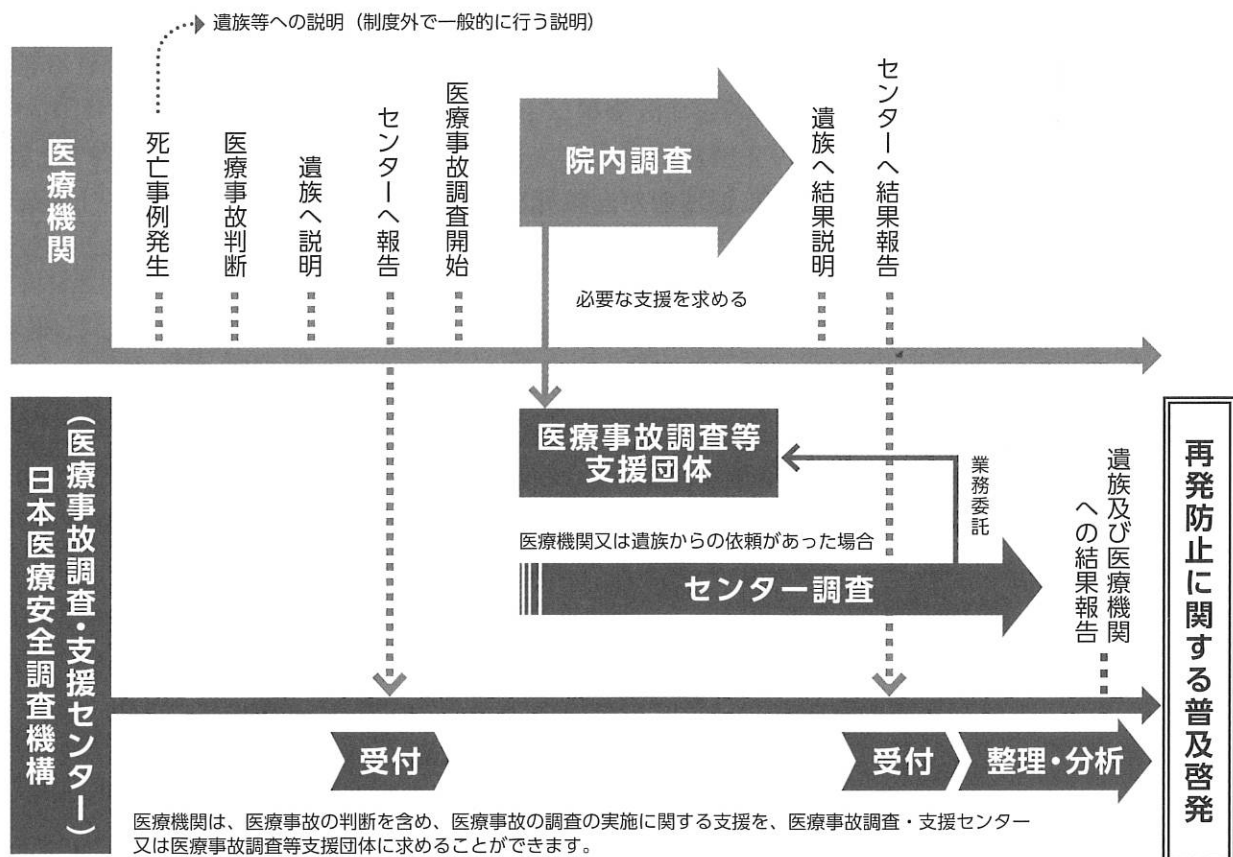 遺族等への説明（制度外で一般的に行う説明）
医療機関
死亡事例発生
医療事故判断
遺族へ説明
センターへ報告
医療事故調査開始
院内調査
遺族へ結果説明
センターへ結果報告
必要な支援を求める
（医療事故調査・支援センター）
日本医療安全調査機構
医療事故調査等
支援団体
業務委託
医療機関又は遺族からの依頼があった場合
センター調査
遺族及び医療機関
への結果報告
再発防止に関する普及啓発
受付
受付
整理・分析
医療機関は、医療事故の判断を含め、医療事故の調査の実施に関する支援を、医療事故調査・支援センター
又は医療事故調査等支援団体に求めることができます。